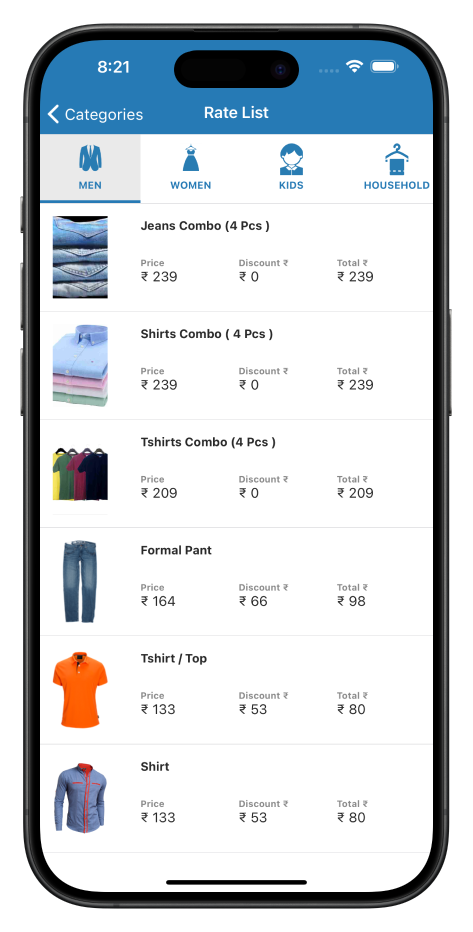 8:21
Categories
Rate List
MEN
WOMEN
KIDS
HOUSEHOLD
Jeans Combo (4 Pcs )
Price Discount ₹ Total ₹
₹ 239 ₹ 0 ₹ 239
Shirts Combo ( 4 Pcs )
Price Discount ₹ Total ₹
₹ 239 ₹ 0 ₹ 239
Tshirts Combo (4 Pcs )
Price Discount ₹ Total ₹
₹ 209 ₹ 0 ₹ 209
Formal Pant
Price Discount ₹ Total ₹
₹ 164 ₹ 66 ₹ 98
Tshirt / Top
Price Discount ₹ Total ₹
₹ 133 ₹ 53 ₹ 80
Shirt
Price Discount ₹ Total ₹
₹ 133 ₹ 53 ₹ 80